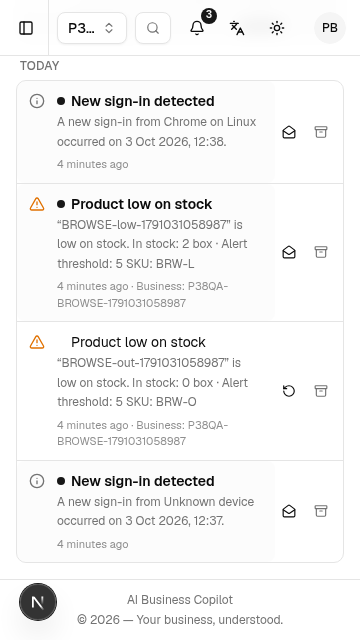 P3...
3
PB
TODAY
New sign-in detected
A new sign-in from Chrome on Linux
occurred on 3 Oct 2026, 12:38.
4 minutes ago
Product low on stock
“BROWSE-low-1791031058987” is
low on stock. In stock: 2 box · Alert
threshold: 5 SKU: BRW-L
4 minutes ago · Business: P38QA-
BROWSE-1791031058987
Product low on stock
“BROWSE-out-1791031058987” is
low on stock. In stock: 0 box · Alert
threshold: 5 SKU: BRW-O
4 minutes ago · Business: P38QA-
BROWSE-1791031058987
New sign-in detected
A new sign-in from Unknown device
occurred on 3 Oct 2026, 12:37.
4 minutes ago
N
AI Business Copilot
© 2026 — Your business, understood.